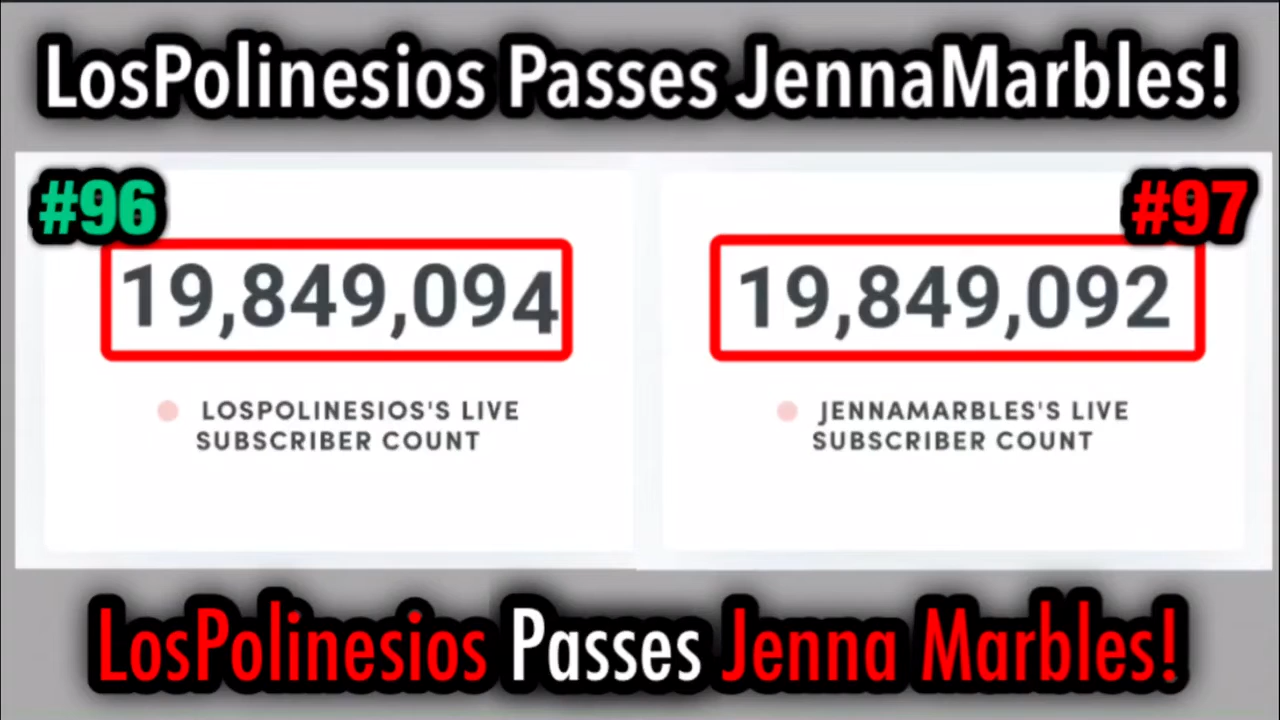 LosPolinesios Passes JennaMarbles!
#96
#97
19,849,094
19,849,092
LOSPOLINESIOS'S LIVE
SUBSCRIBER COUNT
JENNAMARBLES'S LIVE
SUBSCRIBER COUNT
LosPolinesios Passes Jenna Marbles!